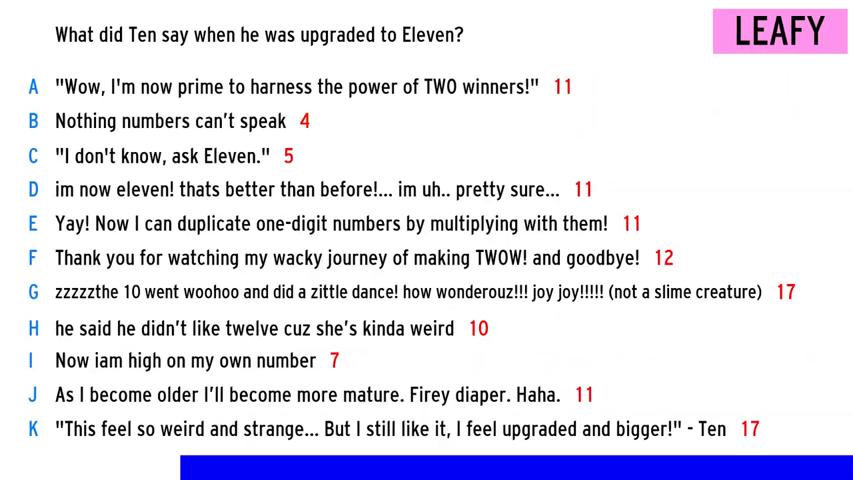 What did Ten say when he was upgraded to Eleven?
LEAFY
A "Wow, I'm now prime to harness the power of TWO winners!" 11
B Nothing numbers can't speak 4
C "I don't know, ask Eleven." 5
D im now eleven! thats better than before!... im uh.. pretty sure... 11
E Yay! Now I can duplicate one-digit numbers by multiplying with them! 11
F Thank you for watching my wacky journey of making TWOW! and goodbye! 12
G zzzzzthe 10 went woohoo and did a zittle dance! how wonderouz!!! joy joy!!!!! (not a slime creature) 17
H he said he didn't like twelve cuz she's kinda weird 10
I Now iam high on my own number 7
J As I become older I'll become more mature. Firey diaper. Haha. 11
K "This feel so weird and strange... But I still like it, I feel upgraded and bigger!" - Ten 17